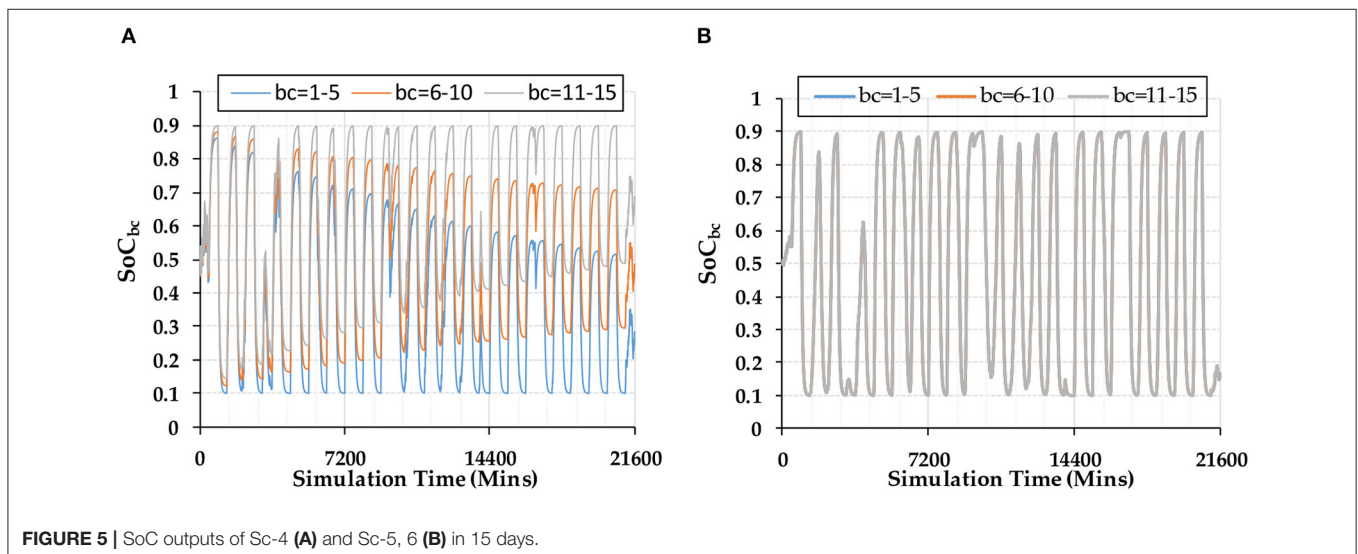 A
bc=1-5 bc=6-10 bc=11-15
1
0.9
0.8
0.7
0.6
0.5
0.4
0.3
0.2
0.1
0
SoCbc
0 7200 14400 21600
Simulation Time (Mins)
B
bc=1-5 bc=6-10 bc=11-15
1
0.9
0.8
0.7
0.6
0.5
0.4
0.3
0.2
0.1
0
SoCbc
0 7200 14400 21600
Simulation Time (Mins)
FIGURE 5 | SoC outputs of Sc-4 (A) and Sc-5, 6 (B) in 15 days.